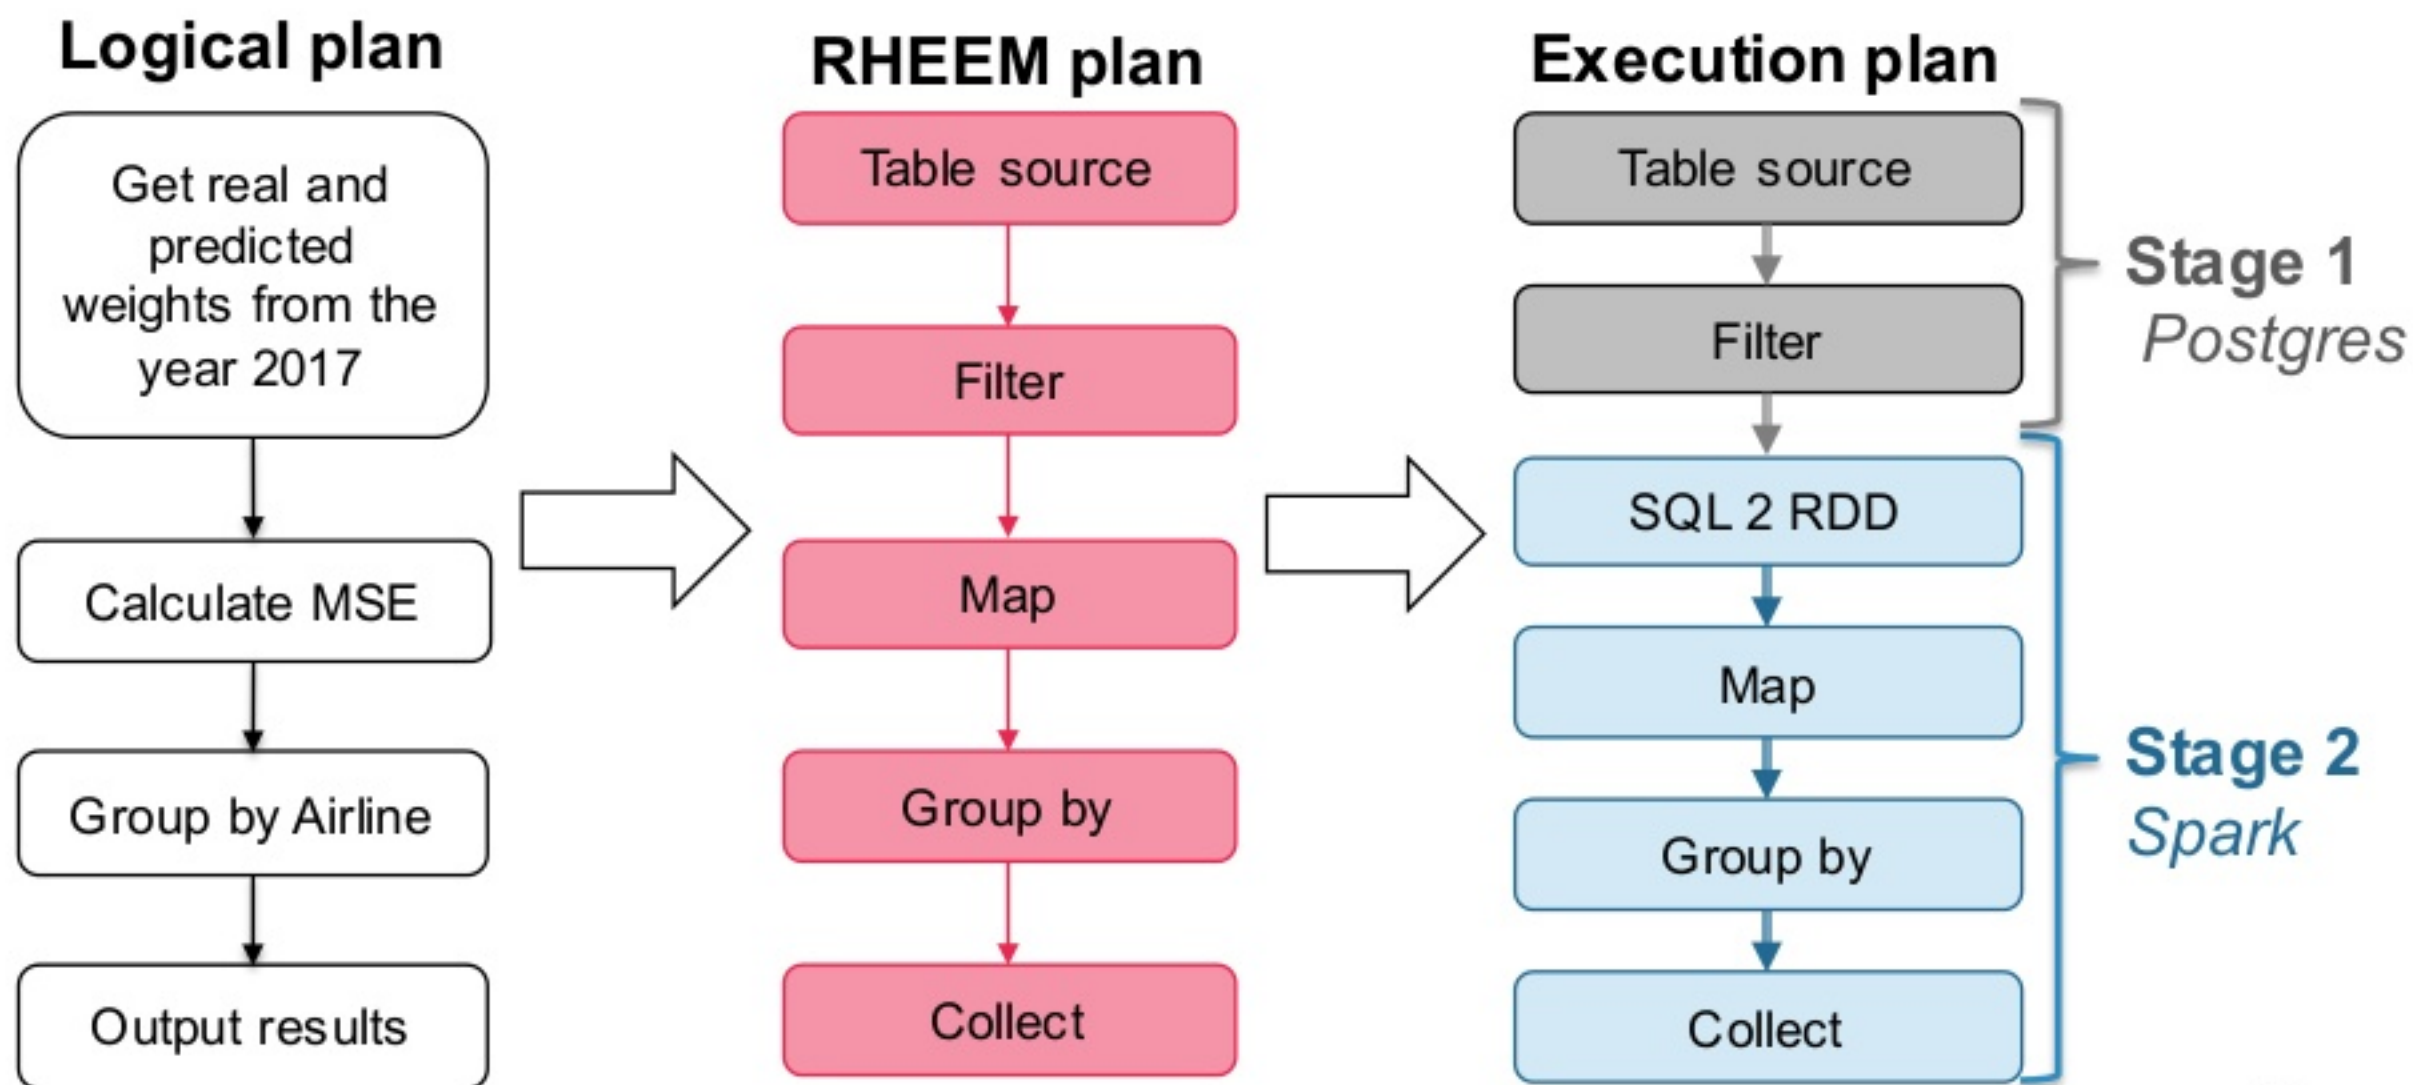 Logical plan
Get real and
predicted
weights from the
year 2017
Calculate MSE
Group by Airline
Output results
RHEEM plan
Table source
Filter
Map
Group by
Collect
Execution plan
Table source
Filter
SQL 2 RDD
Map
Group by
Collect
Stage 1
Postgres
Stage 2
Spark